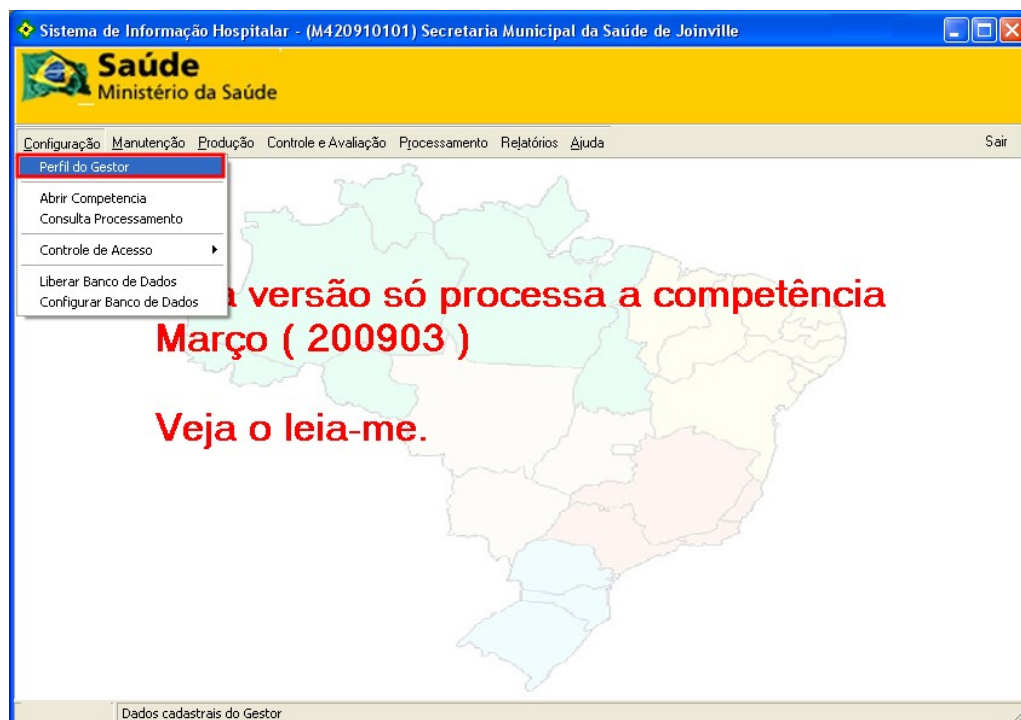 Sistema de Informação Hospitalar - (M420910101) Secretaria Municipal da Saúde de Joinville
Saúde
Ministério da Saúde
Configuração Manutenção Produção Controle e Avaliação Processamento Relatórios Ajuda Sair
Perfil do Gestor
Abrir Competencia
Consulta Processamento
Controle de Acesso
Liberar Banco de Dados
Configurar Banco de Dados
a versão só processa a competência
Março ( 200903 )
Veja o leia-me.
Dados cadastrais do Gestor